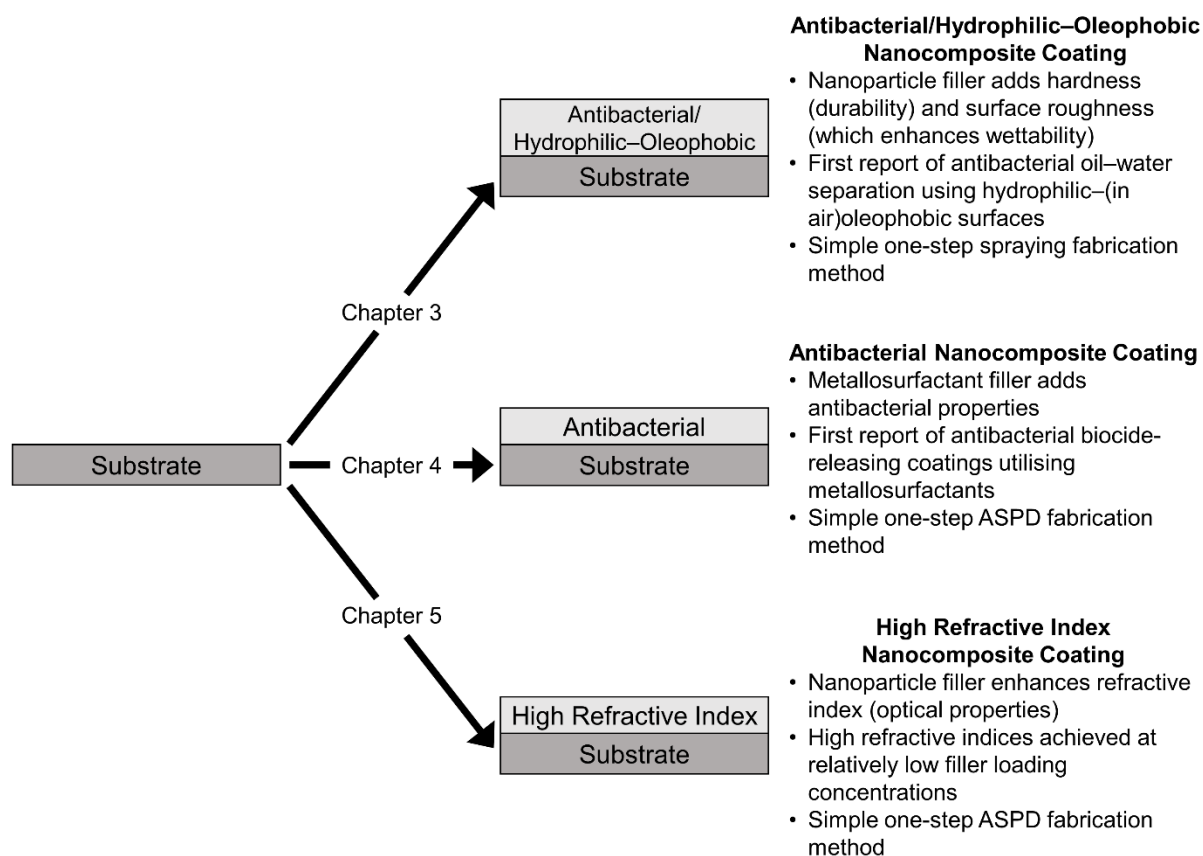 Antibacterial/Hydrophilic–Oleophobic
Nanocomposite Coating
• Nanoparticle filler adds hardness
(durability) and surface roughness
(which enhances wettability)
• First report of antibacterial oil–water
separation using hydrophilic–(in
air)oleophobic surfaces
• Simple one-step spraying fabrication
method
Antibacterial/
Hydrophilic–Oleophobic
Substrate
Chapter 3
Antibacterial Nanocomposite Coating
• Metallosurfactant filler adds
antibacterial properties
• First report of antibacterial biocide-
releasing coatings utilising
metallosurfactants
• Simple one-step ASPD fabrication
method
Antibacterial
Substrate
Substrate
Chapter 4
Chapter 5
High Refractive Index
Nanocomposite Coating
• Nanoparticle filler enhances refractive
index (optical properties)
• High refractive indices achieved at
relatively low filler loading
concentrations
• Simple one-step ASPD fabrication
method
High Refractive Index
Substrate